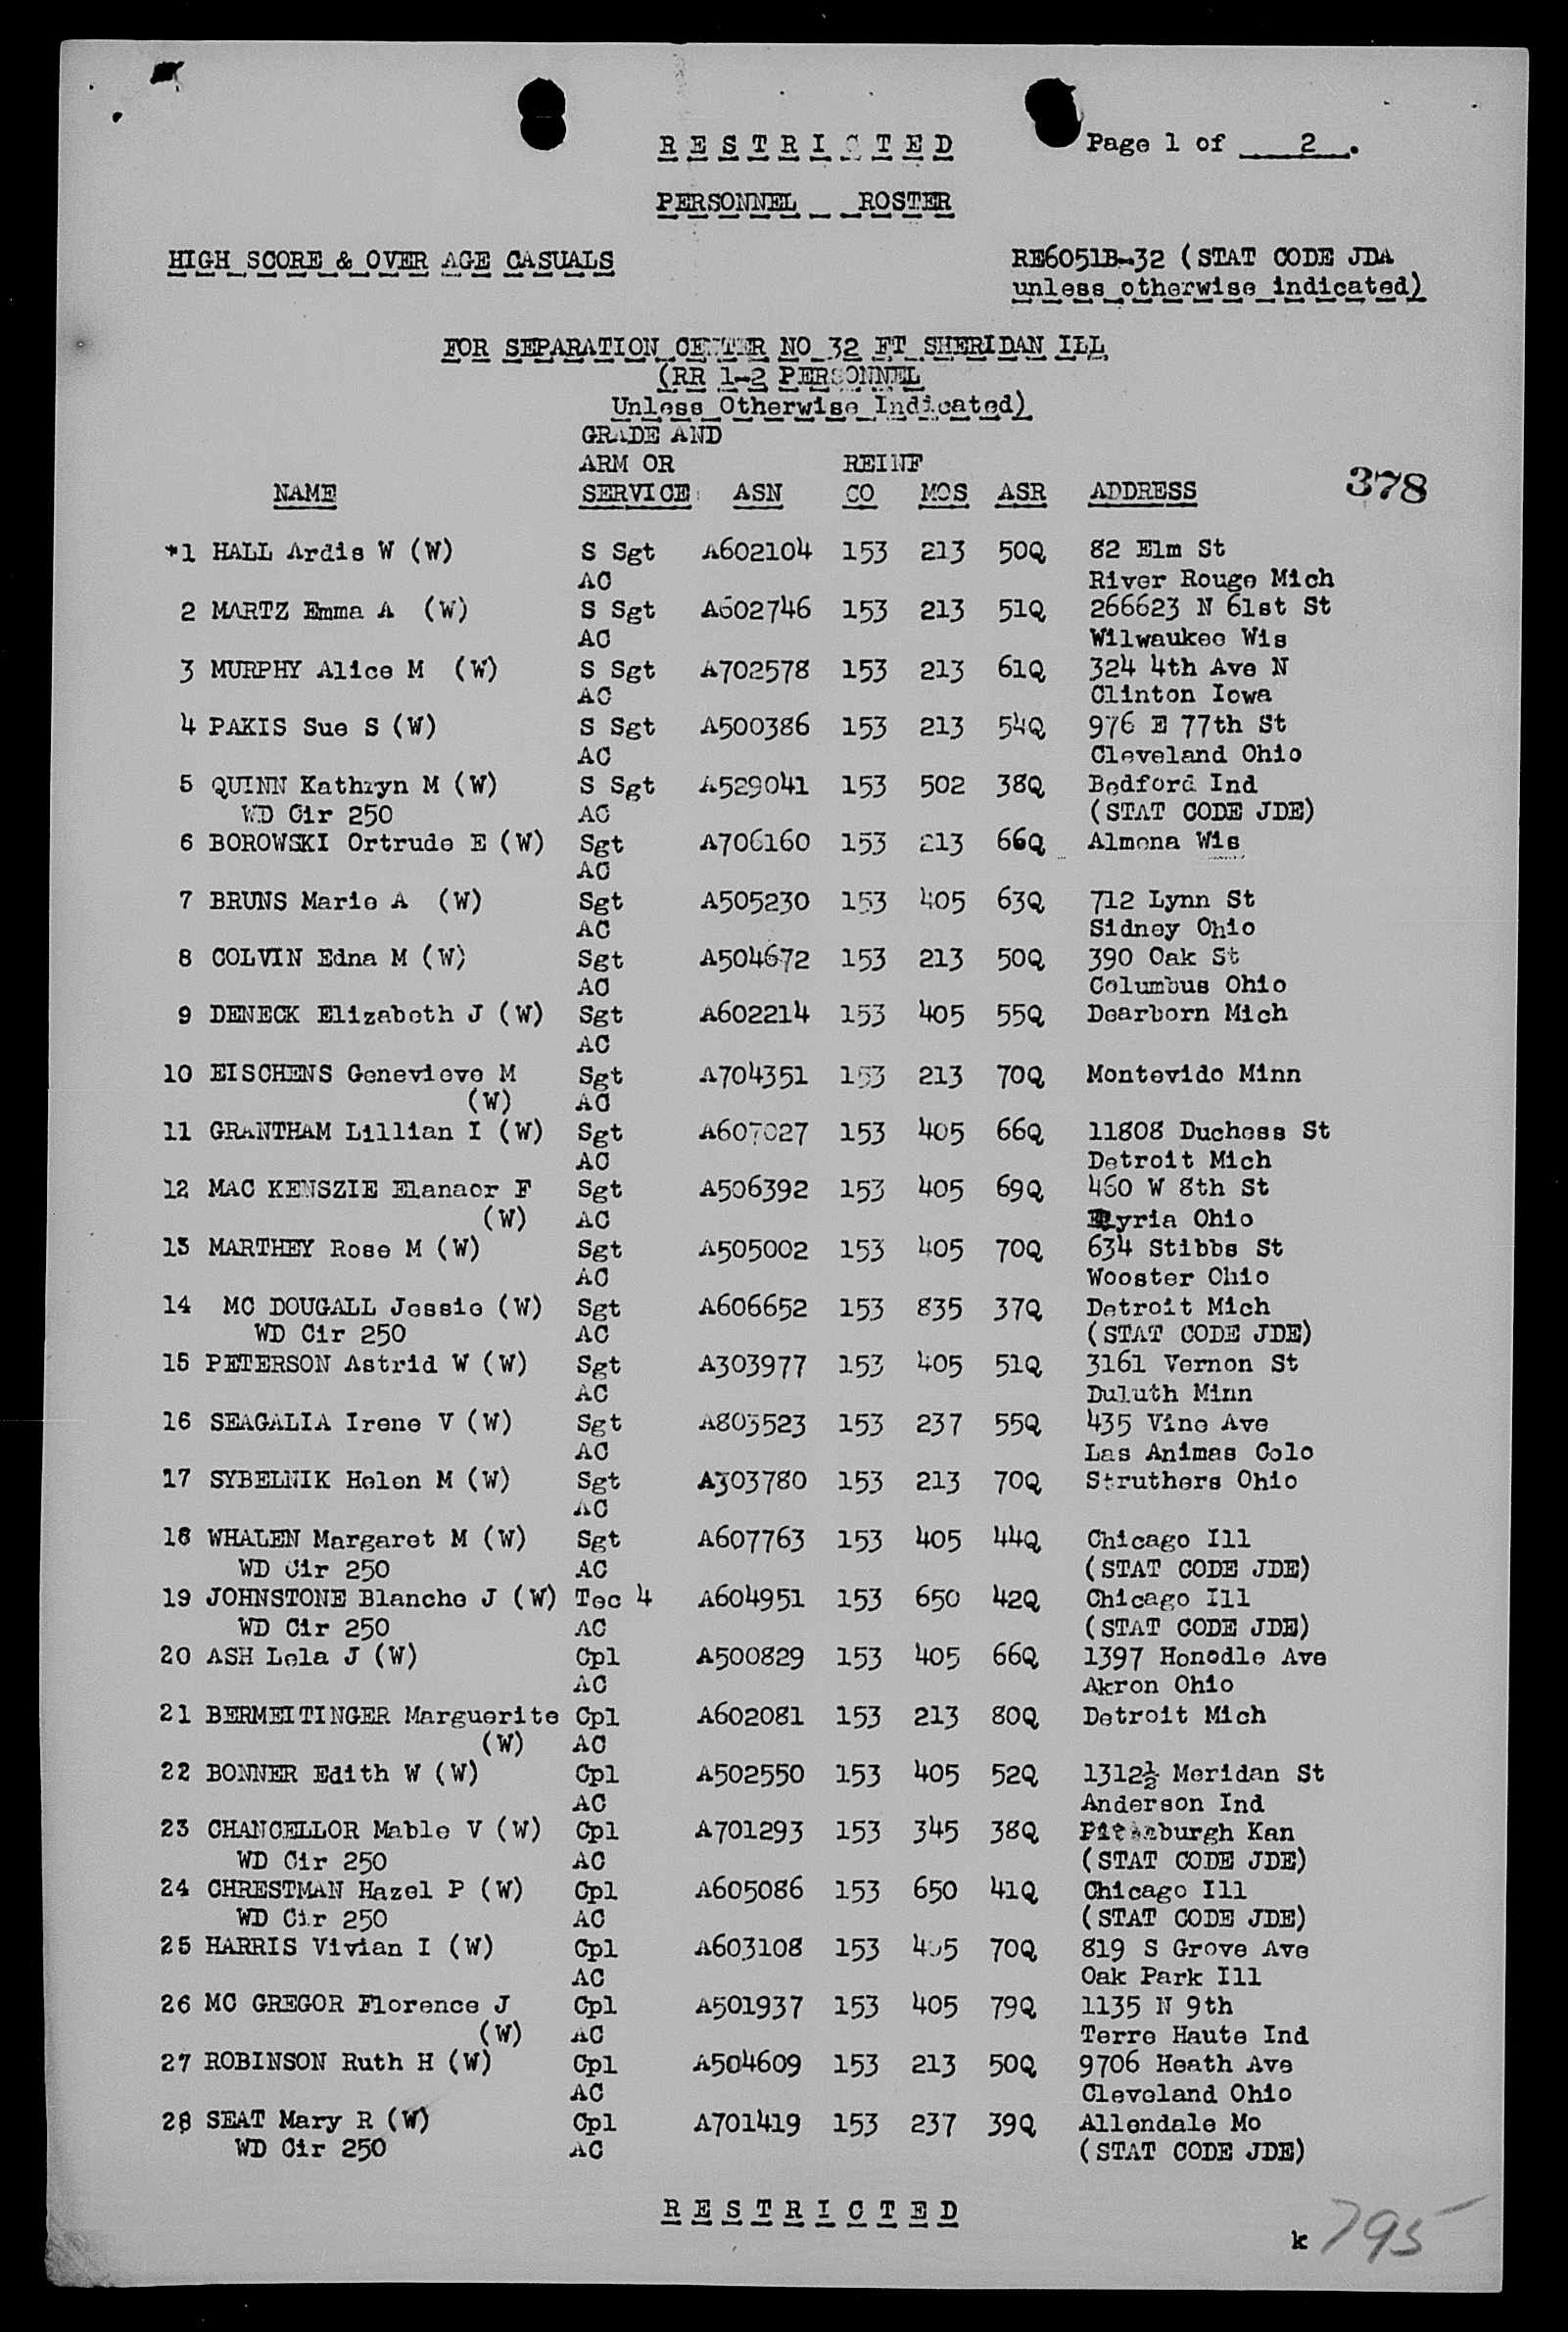 R E S T R I C T E D Page 1 of 2 .
PERSONNEL ROSTER
HIGH SCORE & OVER AGE CASUALS RE6051B-32 (STAT CODE JDA
unless otherwise indicated)
FOR SEPARATION CENTER NO 32 FT SHERIDAN ILL
(RR 1-2 PERSONNEL
Unless Otherwise Indicated)
GRADE AND
ARM OR REINF
NAME SERVICE ASN CO MOS ASR ADDRESS 378
*1 HALL Ardis W (W) S Sgt A602104 153 213 50Q 82 Elm St
AC River Rouge Mich
2 MARTZ Emma A (W) S Sgt A602746 153 213 51Q 266623 N 61st St
AC Wilwaukee Wis
3 MURPHY Alice M (W) S Sgt A702578 153 213 61Q 324 4th Ave N
AC Clinton Iowa
4 PAKIS Sue S (W) S Sgt A500386 153 213 54Q 976 E 77th St
AC Cleveland Ohio
5 QUINN Kathryn M (W) S Sgt A529041 153 502 38Q Bedford Ind
WD Cir 250 AC (STAT CODE JDE)
6 BOROWSKI Ortrude E (W) Sgt A706160 153 213 66Q Almena Wis
AC
7 BRUNS Marie A (W) Sgt A505230 153 405 63Q 712 Lynn St
AC Sidney Ohio
8 COLVIN Edna M (W) Sgt A504672 153 213 50Q 390 Oak St
AC Columbus Ohio
9 DENECK Elizabeth J (W) Sgt A602214 153 405 55Q Dearborn Mich
AC
10 EISCHENS Genevieve M Sgt A704351 153 213 70Q Montevido Minn
(W) AC
11 GRANTHAM Lillian I (W) Sgt A607027 153 405 66Q 11808 Duchess St
AC Detroit Mich
12 MAC KENSZIE Elanaor F Sgt A506392 153 405 69Q 460 W 8th St
(W) AC Elyria Ohio
13 MARTHEY Rose M (W) Sgt A505002 153 405 70Q 634 Stibbs St
AC Wooster Ohio
14 MC DOUGALL Jessie (W) Sgt A606652 153 835 37Q Detroit Mich
WD Cir 250 AC (STAT CODE JDE)
15 PETERSON Astrid W (W) Sgt A303977 153 405 51Q 3161 Vernon St
AC Duluth Minn
16 SEAGALIA Irene V (W) Sgt A803523 153 237 55Q 435 Vine Ave
AC Las Animas Colo
17 SYBELNIK Helen M (W) Sgt A303780 153 213 70Q Struthers Ohio
AC
18 WHALEN Margaret M (W) Sgt A607763 153 405 44Q Chicago Ill
WD Cir 250 AC (STAT CODE JDE)
19 JOHNSTONE Blanche J (W) Tec 4 A604951 153 650 42Q Chicago Ill
WD Cir 250 AC (STAT CODE JDE)
20 ASH Lela J (W) Cpl A500829 153 405 66Q 1397 Honodle Ave
AC Akron Ohio
21 BERMEITINGER Marguerite Cpl A602081 153 213 80Q Detroit Mich
(W) AC
22 BONNER Edith W (W) Cpl A502550 153 405 52Q 1312½ Meridan St
AC Anderson Ind
23 CHANCELLOR Mable V (W) Cpl A701293 153 345 38Q Pittsburgh Kan
WD Cir 250 AC (STAT CODE JDE)
24 CHRESTMAN Hazel P (W) Cpl A605086 153 650 41Q Chicago Ill
WD Cir 250 AC (STAT CODE JDE)
25 HARRIS Vivian I (W) Cpl A603108 153 405 70Q 819 S Grove Ave
AC Oak Park Ill
26 MC GREGOR Florence J Cpl A501937 153 405 79Q 1135 N 9th
(W) AC Terre Haute Ind
27 ROBINSON Ruth H (W) Cpl A504609 153 213 50Q 9706 Heath Ave
AC Cleveland Ohio
28 SEAT Mary R (W) Cpl A701419 153 237 39Q Allendale Mo
WD Cir 250 AC (STAT CODE JDE)
R E S T R I C T E D
k 795